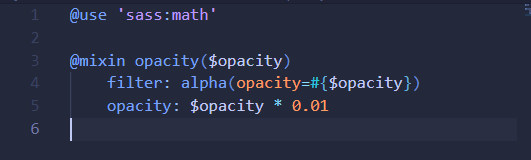 1 @use 'sass:math'
2
3 @mixin opacity($opacity)
4     filter: alpha(opacity=#{$opacity})
5     opacity: $opacity * 0.01
6